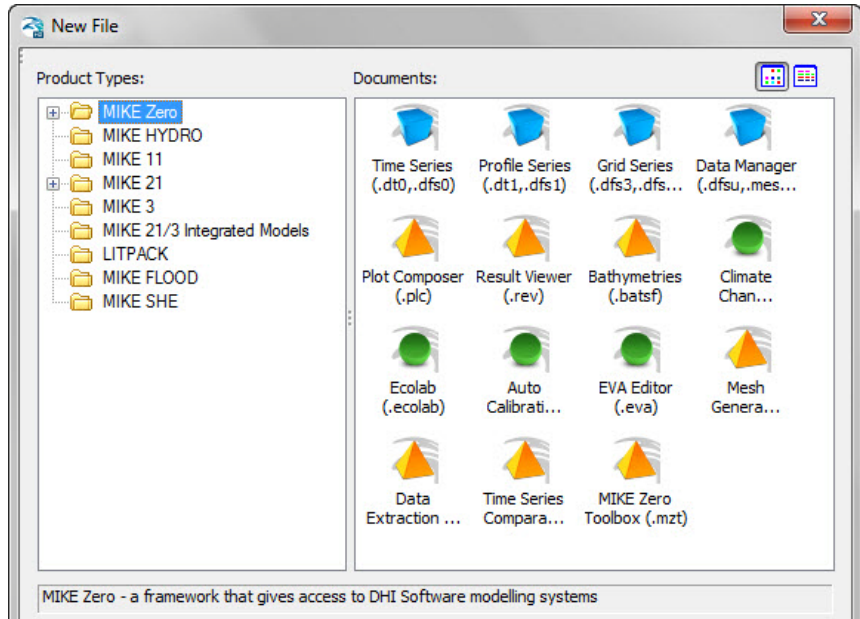 New File
Product Types:
MIKE Zero
MIKE HYDRO
MIKE 11
MIKE 21
MIKE 3
MIKE 21/3 Integrated Models
LITPACK
MIKE FLOOD
MIKE SHE
Documents:
Time Series Profile Series Grid Series Data Manager
(.dt0,.dfs0) (.dt1,.dfs1) (.dfs3,.dfs... (.dfsu,.mes...
Plot Composer Result Viewer Bathymetries Climate
(.plc) (.rev) (.batsf) Chan...
Ecolab Auto EVA Editor Mesh
(.ecolab) Calibrati... (.eva) Genera...
Data Time Series MIKE Zero
Extraction ... Compara... Toolbox (.mzt)
MIKE Zero - a framework that gives access to DHI Software modelling systems